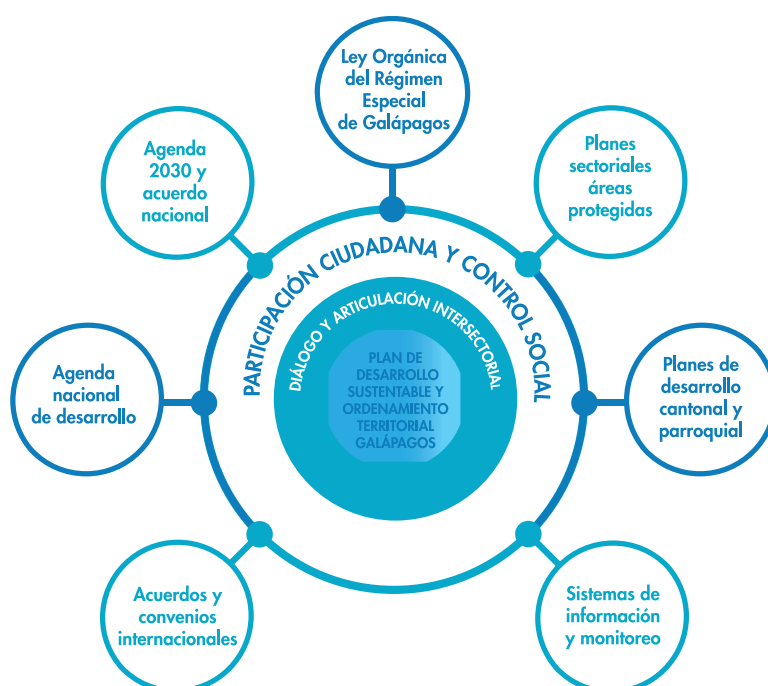 Ley Orgánica
del Régimen
Especial
de Galápagos
Agenda
2030 y
acuerdo
nacional
Planes
sectoriales
áreas
protegidas
PARTICIPACIÓN CIUDADANA Y CONTROL SOCIAL
DIÁLOGO Y ARTICULACIÓN INTERSECTORIAL
PLAN DE
DESARROLLO
SUSTENTABLE Y
ORDENAMIENTO
TERRITORIAL
GALÁPAGOS
Agenda
nacional
de desarrollo
Planes de
desarrollo
cantonal y
parroquial
Acuerdos y
convenios
internacionales
Sistemas de
información
y monitoreo